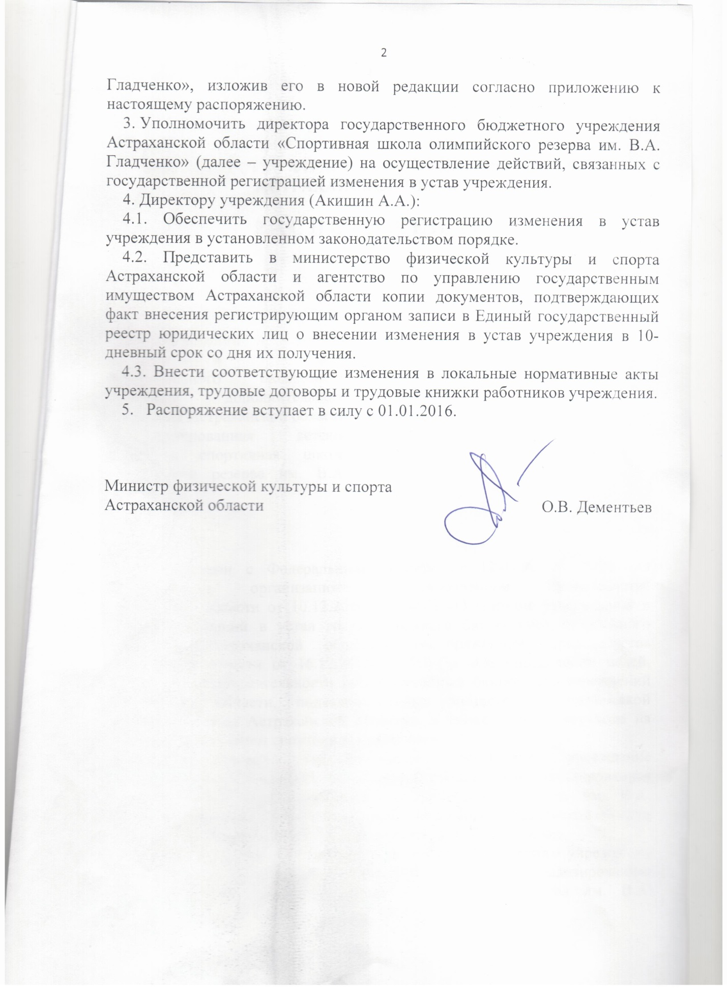 2
Гладченко», изложив его в новой редакции согласно приложению к
настоящему распоряжению.
3. Уполномочить директора государственного бюджетного учреждения
Астраханской области «Спортивная школа олимпийского резерва им. В.А.
Гладченко» (далее – учреждение) на осуществление действий, связанных с
государственной регистрацией изменения в устав учреждения.
4. Директору учреждения (Акишин А.А.):
4.1. Обеспечить государственную регистрацию изменения в устав
учреждения в установленном законодательством порядке.
4.2. Представить в министерство физической культуры и спорта
Астраханской области и агентство по управлению государственным
имуществом Астраханской области копии документов, подтверждающих
факт внесения регистрирующим органом записи в Единый государственный
реестр юридических лиц о внесении изменения в устав учреждения в 10-
дневный срок со дня их получения.
4.3. Внести соответствующие изменения в локальные нормативные акты
учреждения, трудовые договоры и трудовые книжки работников учреждения.
5. Распоряжение вступает в силу с 01.01.2016.
Министр физической культуры и спорта
Астраханской области О.В. Дементьев